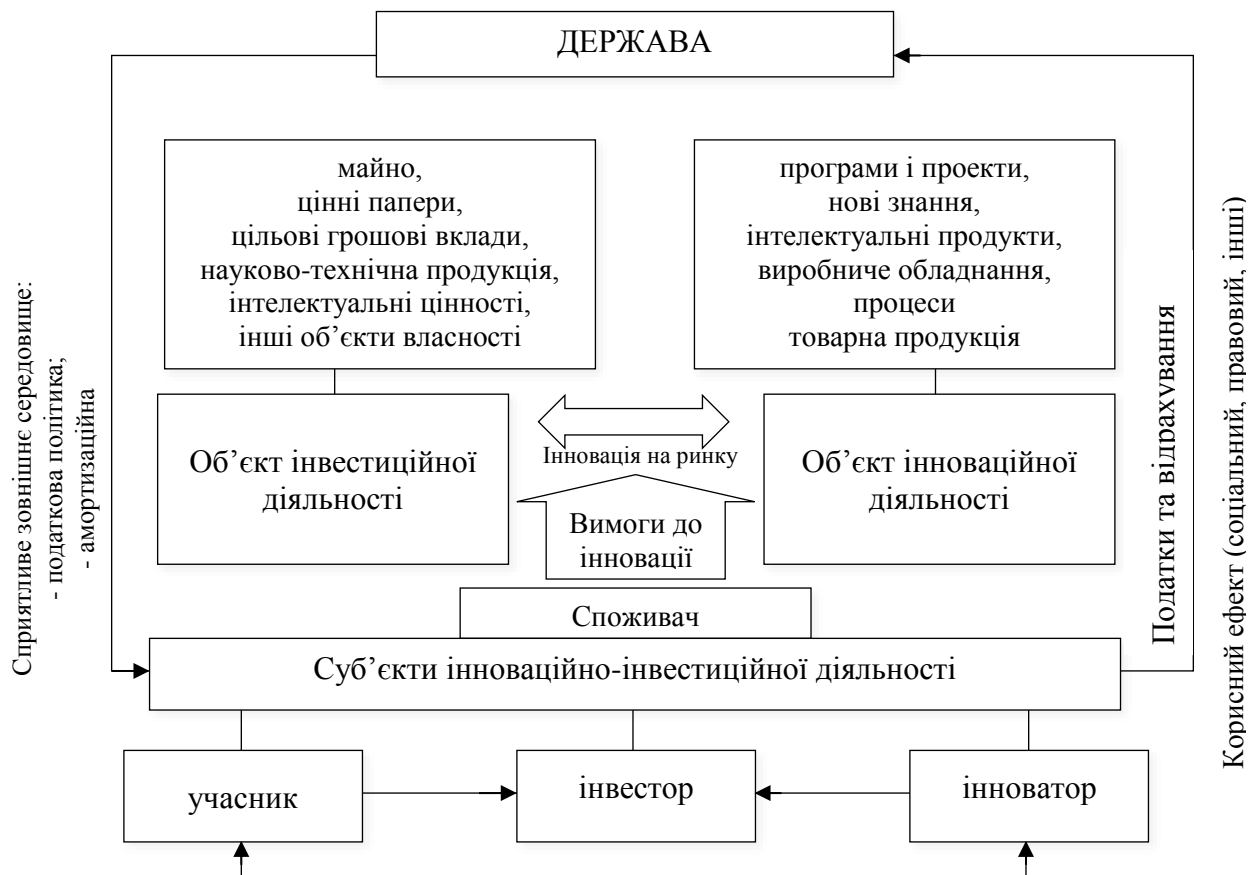 ДЕРЖАВА
майно,
цінні папери,
цільові грошові вклади,
науково-технічна продукція,
інтелектуальні цінності,
інші об’єкти власності
програми і проекти,
нові знання,
інтелектуальні продукти,
виробниче обладнання,
процеси
товарна продукція
Сприятливе зовнішнє середовище:
- податкова політика;
- амортизаційна
Об’єкт інвестиційної
діяльності
Інновація на ринку
Об’єкт інноваційної
діяльності
Вимоги до
інновації
Податки та відрахування
Корисний ефект (соціальний, правовий, інші)
Споживач
Суб’єкти інноваційно-інвестиційної діяльності
учасник
інвестор
інноватор